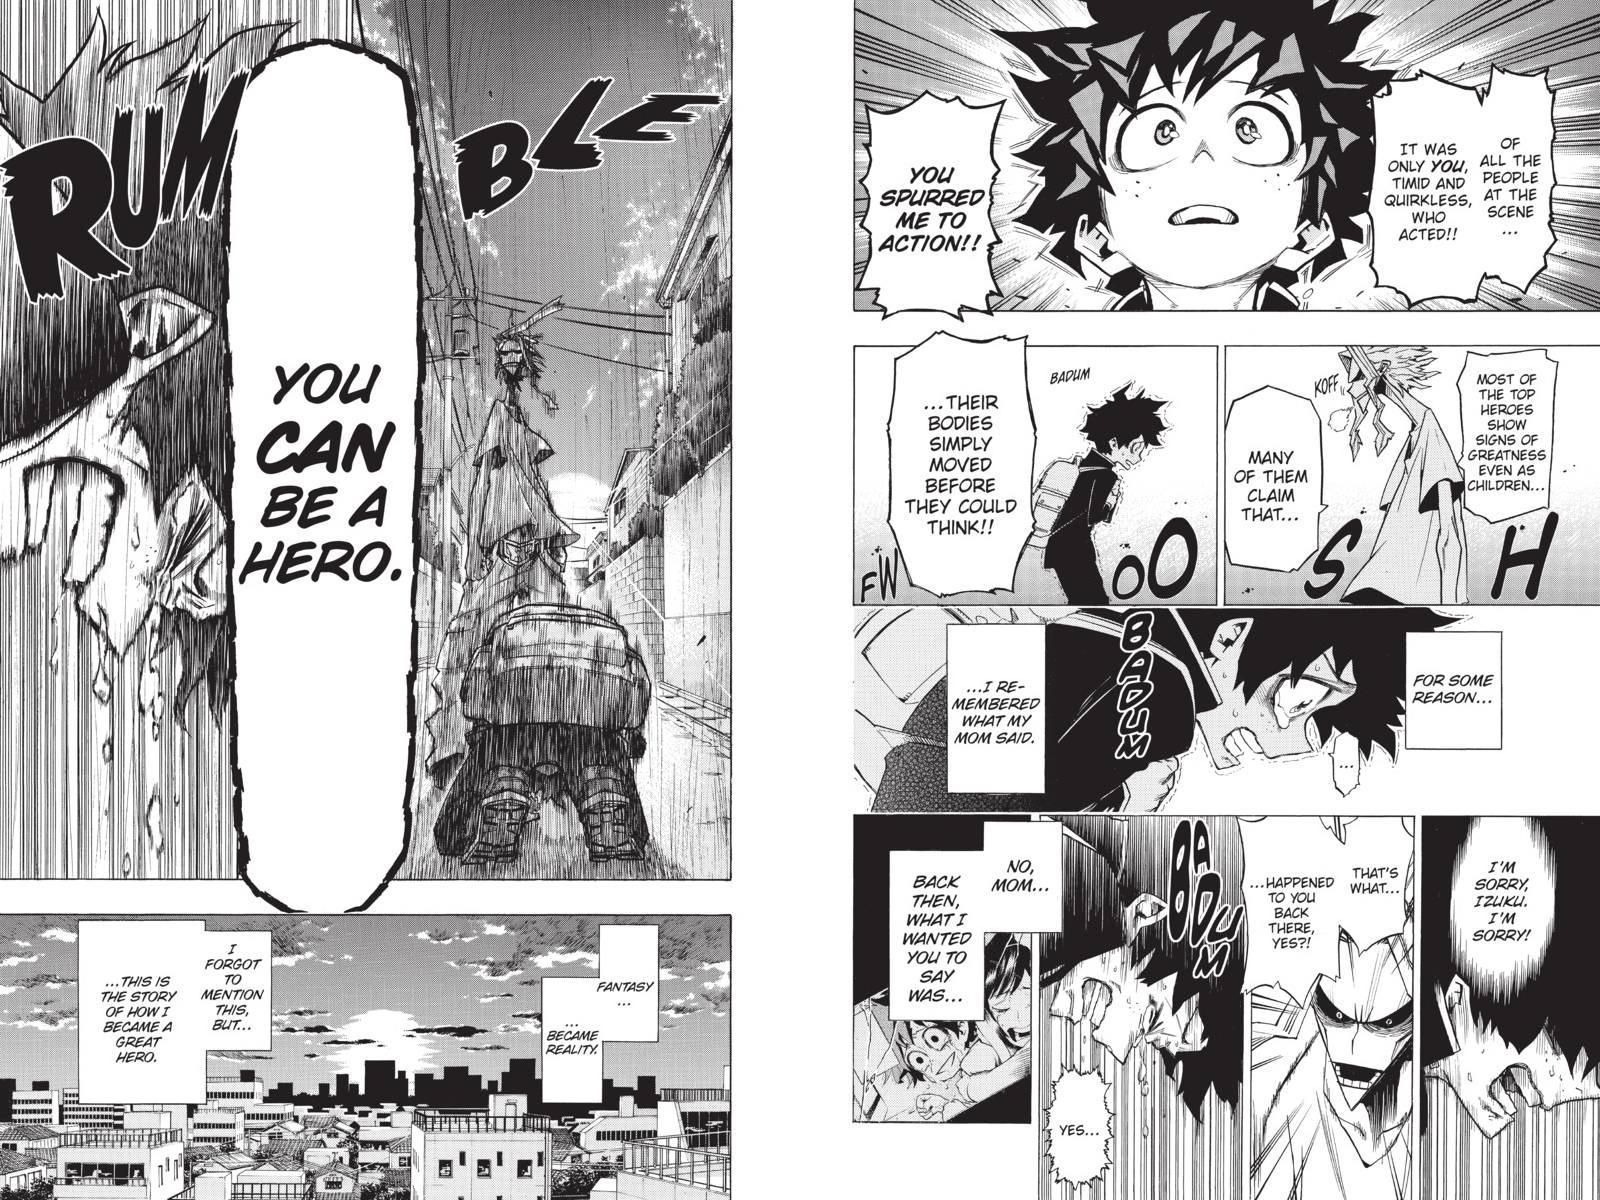 OF
ALL THE
PEOPLE
AT THE
SCENE
...
IT WAS
ONLY YOU,
TIMID AND
QUIRKLESS,
WHO
ACTED!!
YOU
SPURRED
ME TO
ACTION!!
MOST OF
THE TOP
HEROES
SHOW
SIGNS OF
GREATNESS
EVEN AS
CHILDREN...
KOFF
MANY
OF THEM
CLAIM
THAT...
BADUM
...THEIR
BODIES
SIMPLY
MOVED
BEFORE
THEY COULD
THINK!!
FWOOSH
FOR SOME
REASON...
...
BADUM
...I RE-
MEMBERED
WHAT MY
MOM SAID.
I'M
SORRY,
IZUKU.
I'M
SORRY!
THAT'S
WHAT...
...HAPPENED
TO YOU
BACK
THERE,
YES?!
BADUM
YES...
NO,
MOM...
BACK
THEN,
WHAT I
WANTED
YOU TO
SAY
WAS...
RUMBLE
YOU
CAN
BE A
HERO.
FANTASY
...
...
BECAME
REALITY.
I
FORGOT
TO
MENTION
THIS,
BUT...
...THIS IS
THE STORY
OF HOW I
BECAME A
GREAT
HERO.